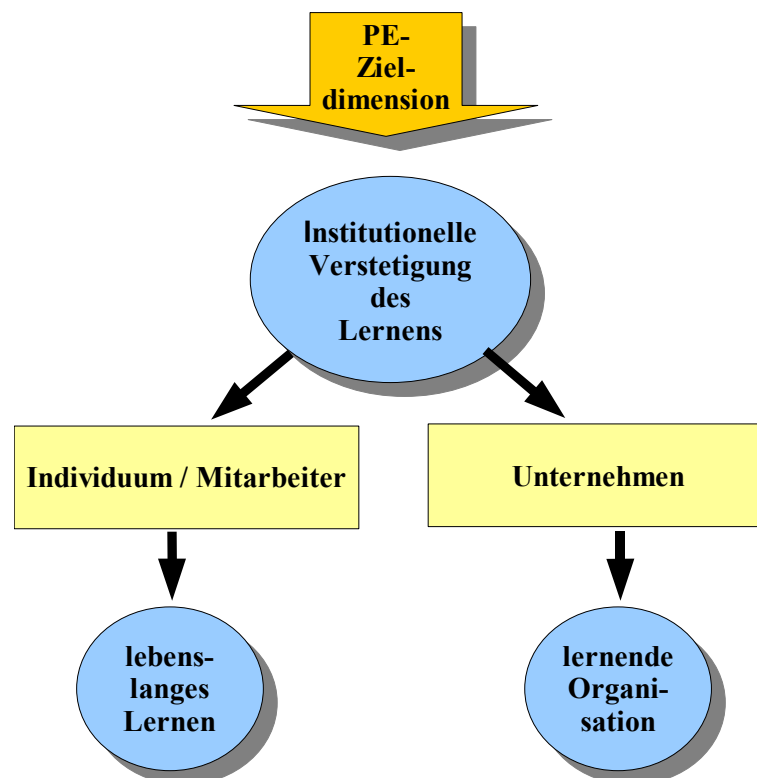 PE-
Ziel-
dimension
Institutionelle
Verstetigung
des
Lernens
Individuum / Mitarbeiter
Unternehmen
lebens-
langes
Lernen
lernende
Organi-
sation